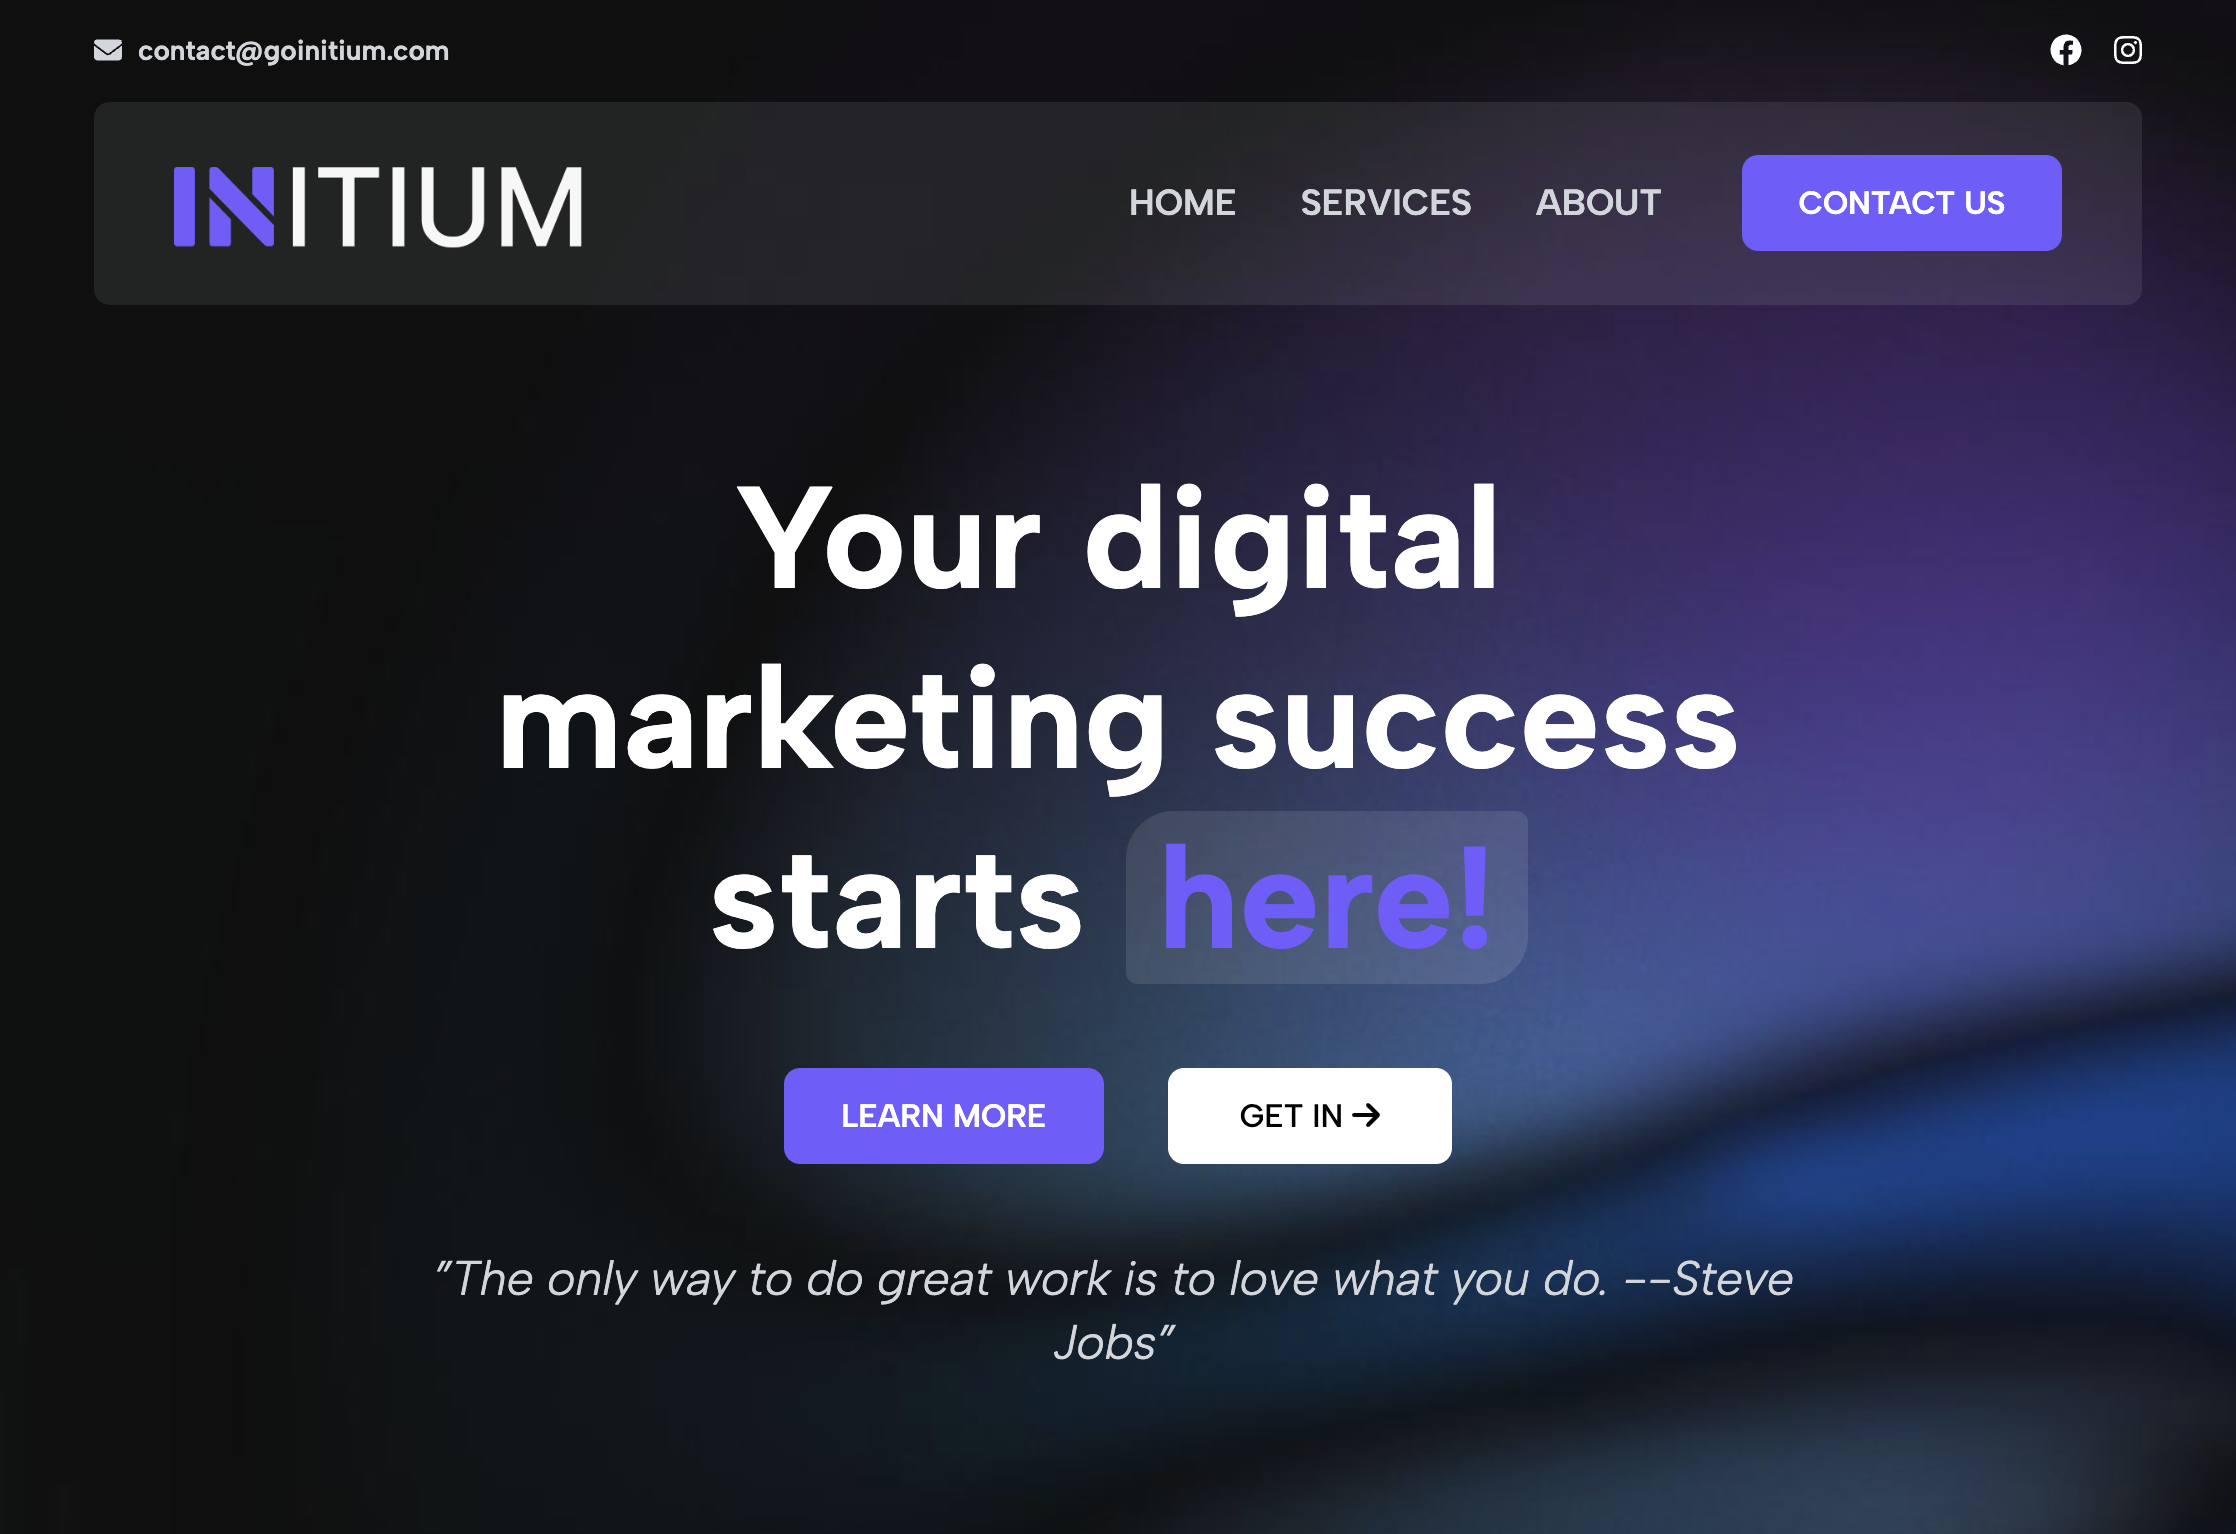 contact@goinitium.com
INITIUM
HOME SERVICES ABOUT CONTACT US
Your digital
marketing success
starts here!
LEARN MORE GET IN →
"The only way to do great work is to love what you do. --Steve
Jobs"